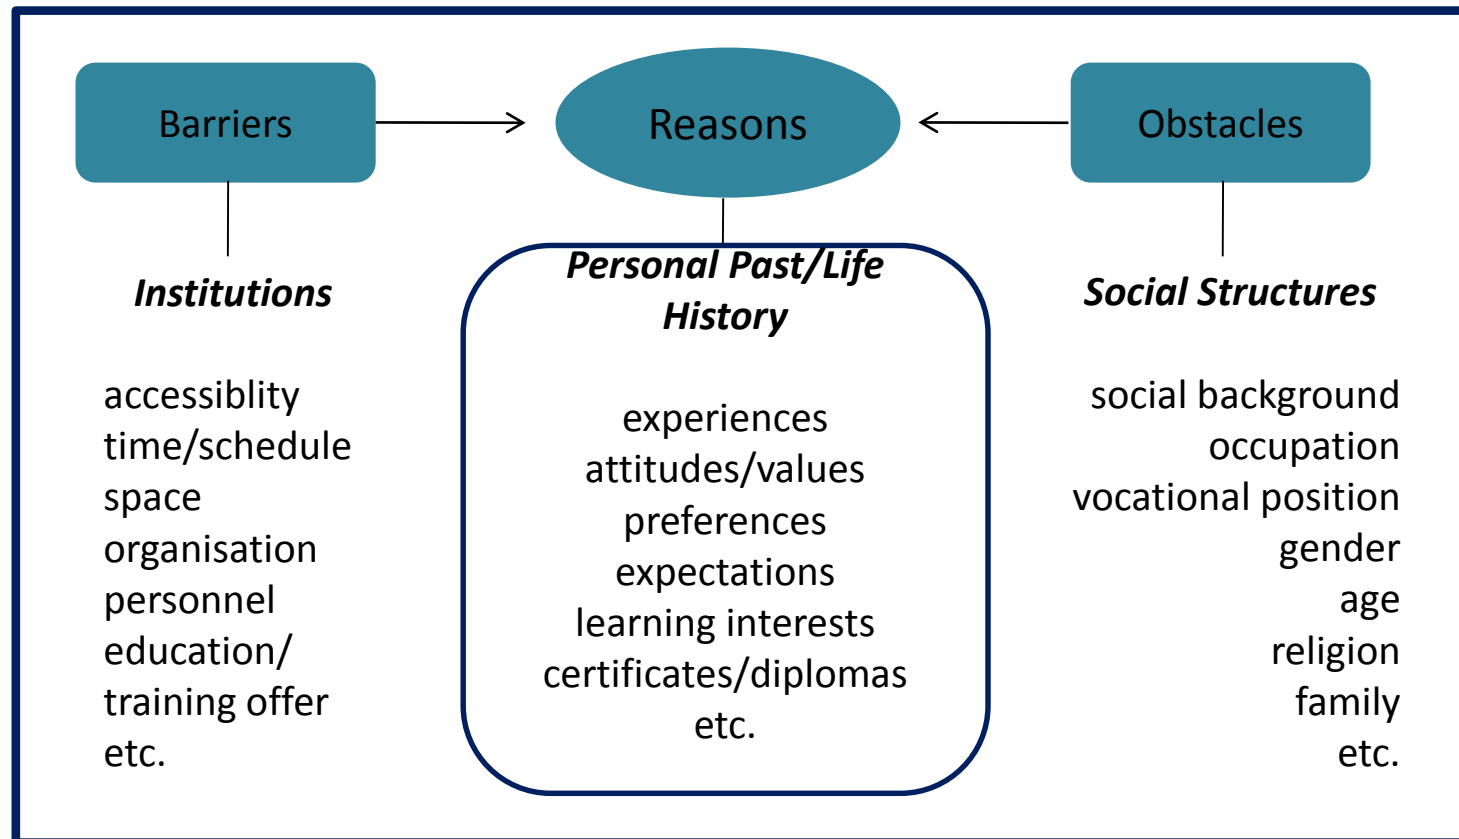 Barriers
Reasons
Obstacles
Institutions
accessiblity
time/schedule
space
organisation
personnel
education/
training offer
etc.
Personal Past/Life
History
experiences
attitudes/values
preferences
expectations
learning interests
certificates/diplomas
etc.
Social Structures
social background
occupation
vocational position
gender
age
religion
family
etc.